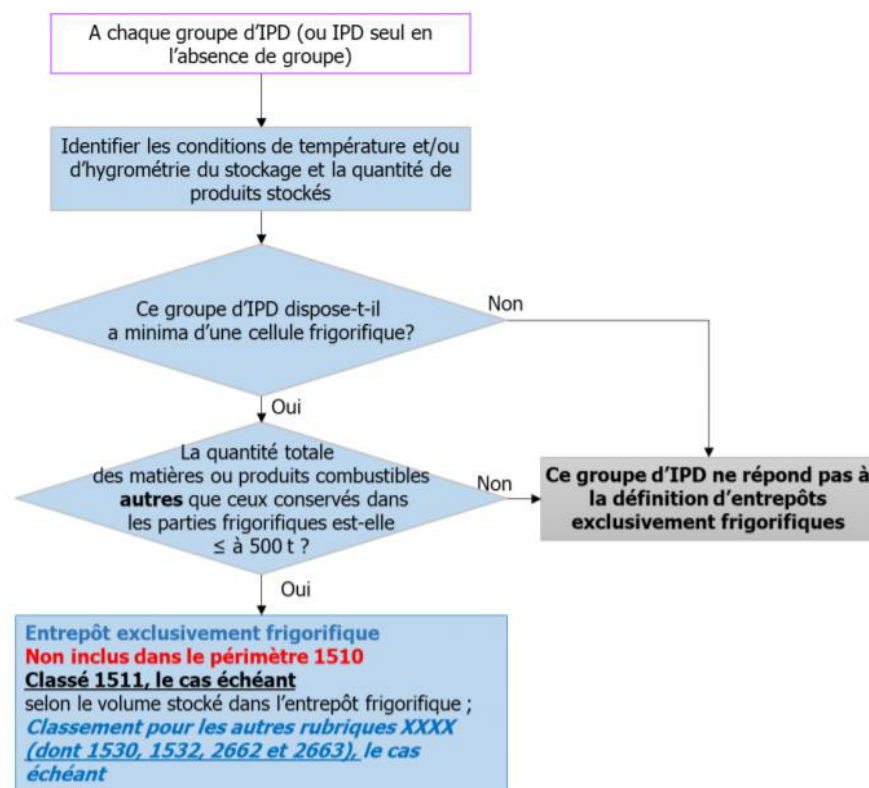 A chaque groupe d'IPD (ou IPD seul en
l'absence de groupe)
Identifier les conditions de température et/ou
d'hygrométrie du stockage et la quantité de
produits stockés
Ce groupe d'IPD dispose-t-il
a minima d'une cellule frigorifique?
Non
Oui
La quantité totale
des matières ou produits combustibles
autres que ceux conservés dans
les parties frigorifiques est-elle
≤ à 500 t ?
Non
Ce groupe d'IPD ne répond pas à
la définition d'entrepôts
exclusivement frigorifiques
Oui
Entrepôt exclusivement frigorifique
Non inclus dans le périmètre 1510
Classé 1511, le cas échéant
selon le volume stocké dans l'entrepôt frigorifique ;
Classement pour les autres rubriques XXXX
(dont 1530, 1532, 2662 et 2663), le cas
échéant